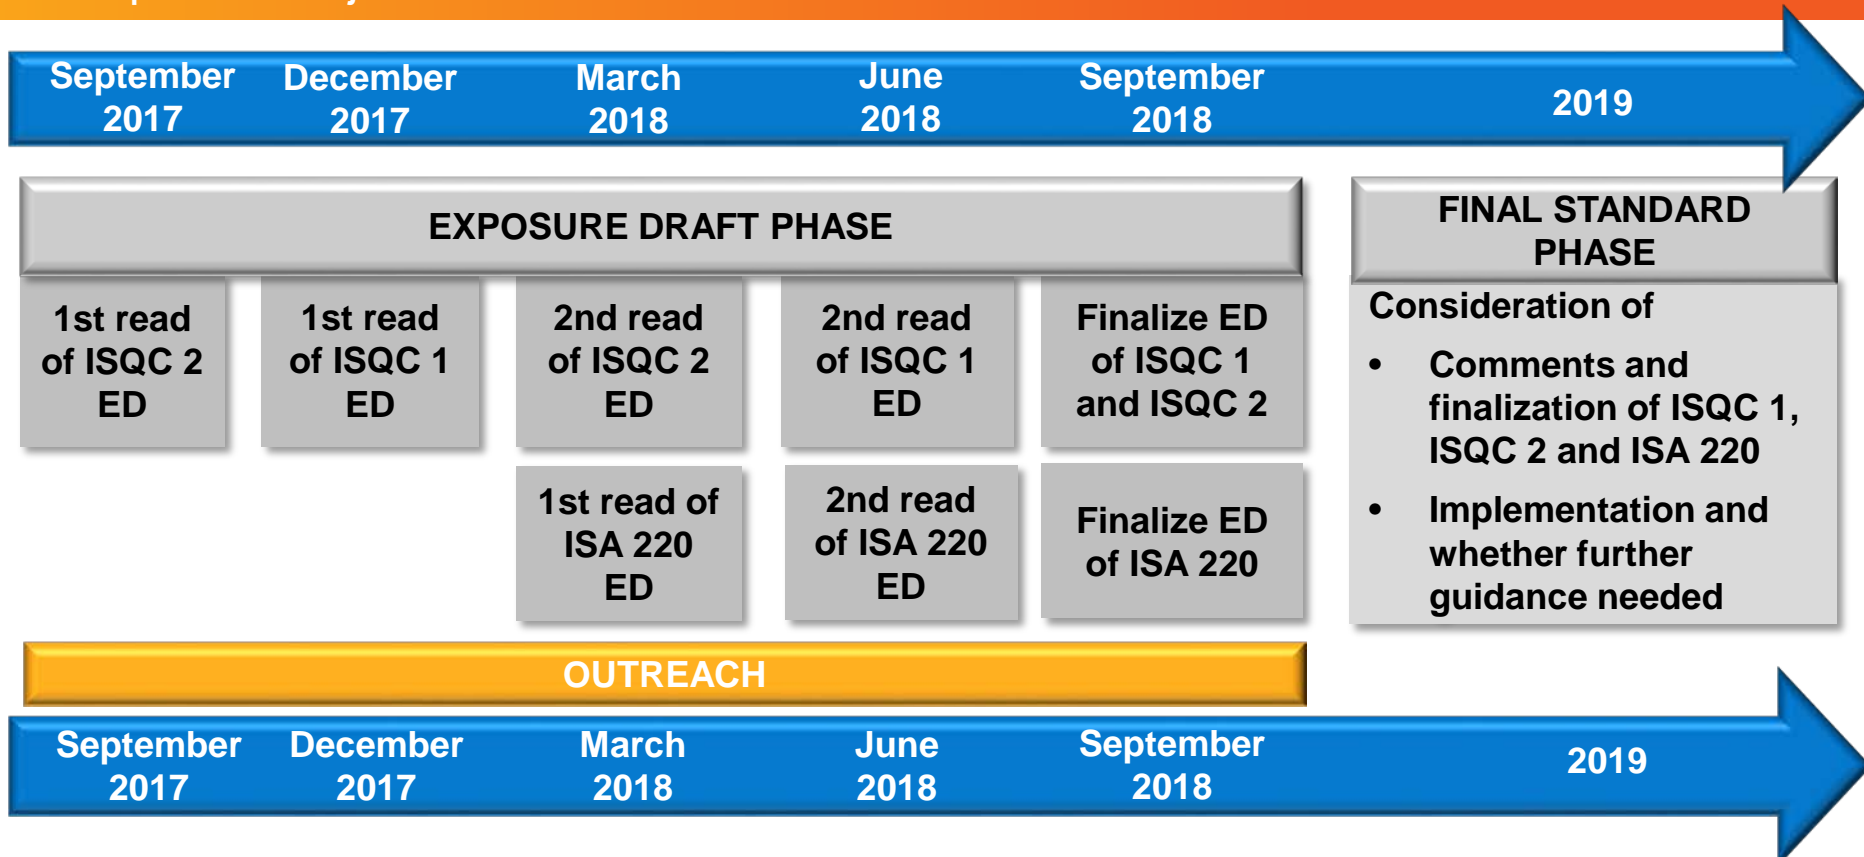 September
2017
December
2017
March
2018
June
2018
September
2018
2019
EXPOSURE DRAFT PHASE
FINAL STANDARD
PHASE
1st read
of ISQC 2
ED
1st read
of ISQC 1
ED
2nd read
of ISQC 2
ED
2nd read
of ISQC 1
ED
Finalize ED
of ISQC 1
and ISQC 2
1st read of
ISA 220
ED
2nd read
of ISA 220
ED
Finalize ED
of ISA 220
Consideration of
• Comments and
finalization of ISQC 1,
ISQC 2 and ISA 220
• Implementation and
whether further
guidance needed
OUTREACH
September
2017
December
2017
March
2018
June
2018
September
2018
2019